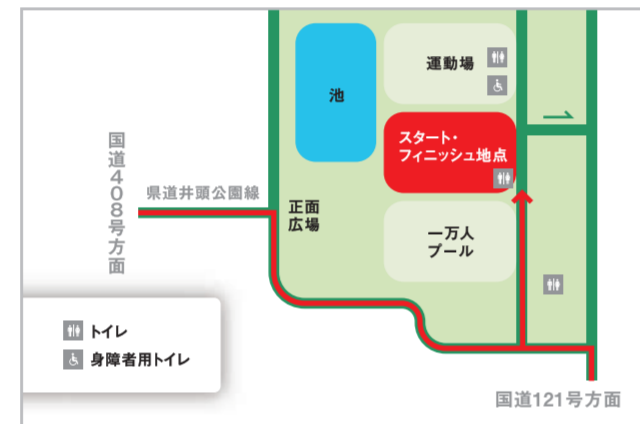 池
運動場
スタート・
フィニッシュ地点
国道408号方面
県道井頭公園線
正面
広場
一万人
プール
トイレ
身障者用トイレ
国道121号方面